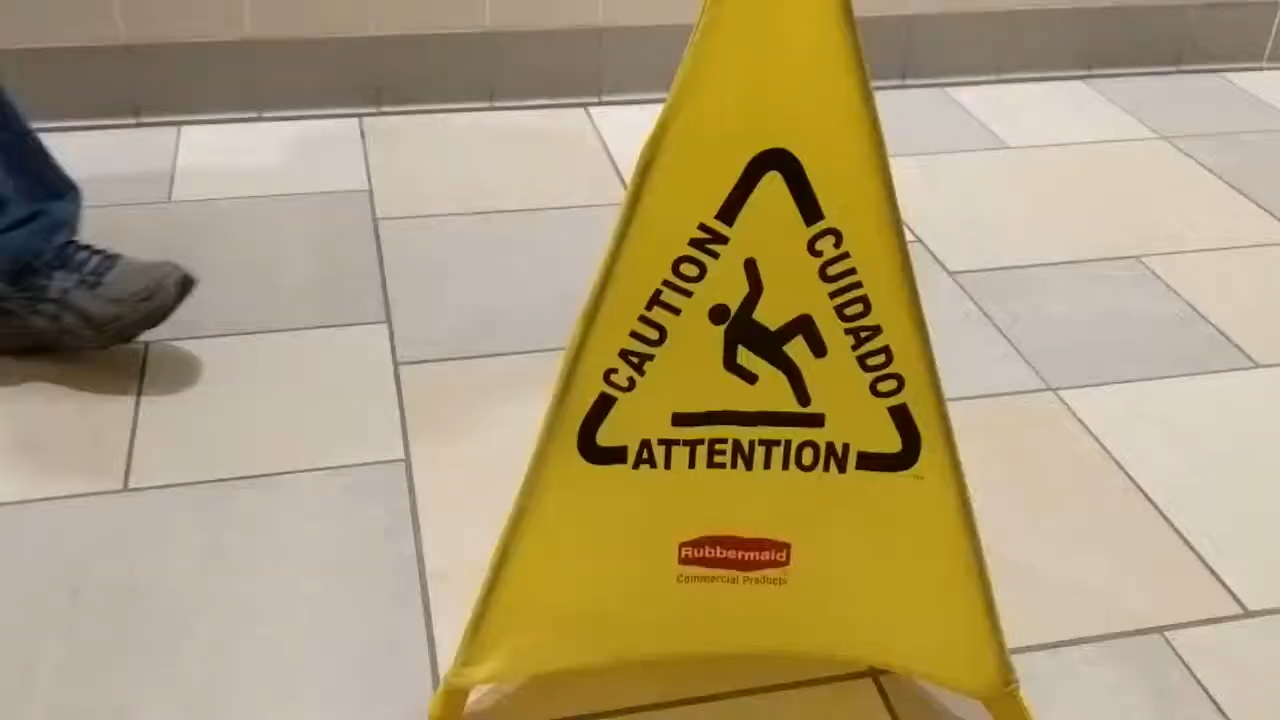 CAUTION
CUIDADO
ATTENTION
Rubbermaid
Commercial Products